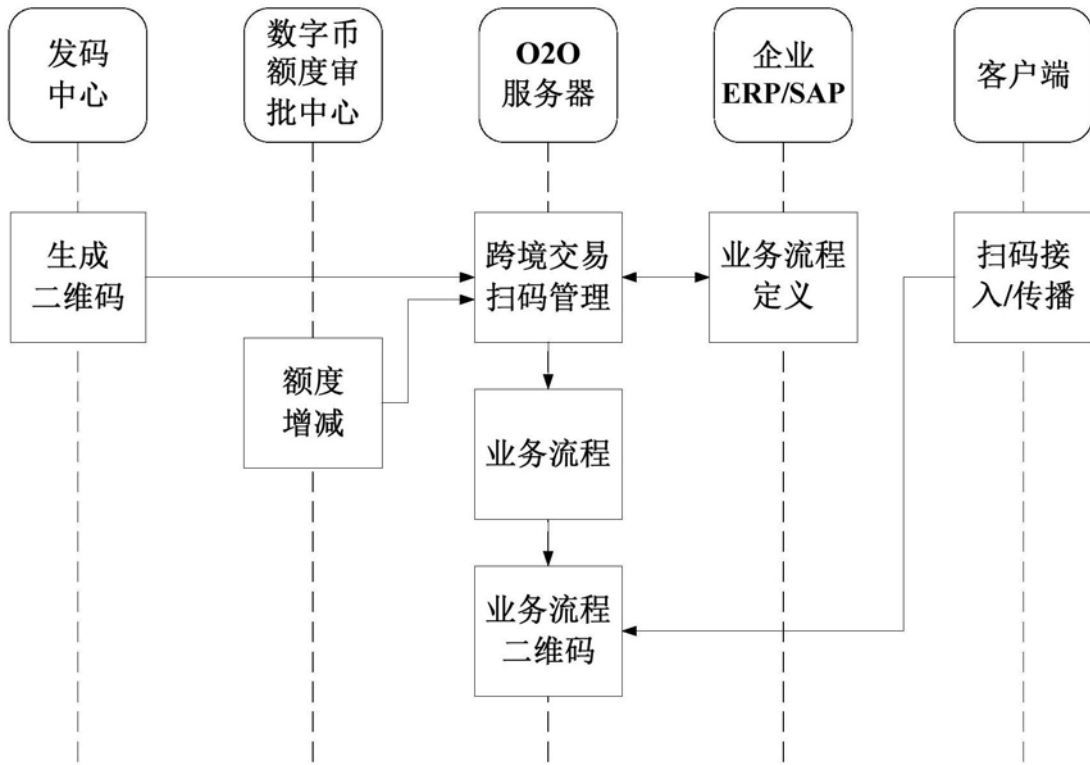 发码
中心
数字币
额度审
批中心
O2O
服务器
企业
ERP/SAP
客户端
生成
二维码
跨境交易
扫码管理
业务流程
定义
扫码接
入/传播
额度
增减
业务流程
业务流程
二维码